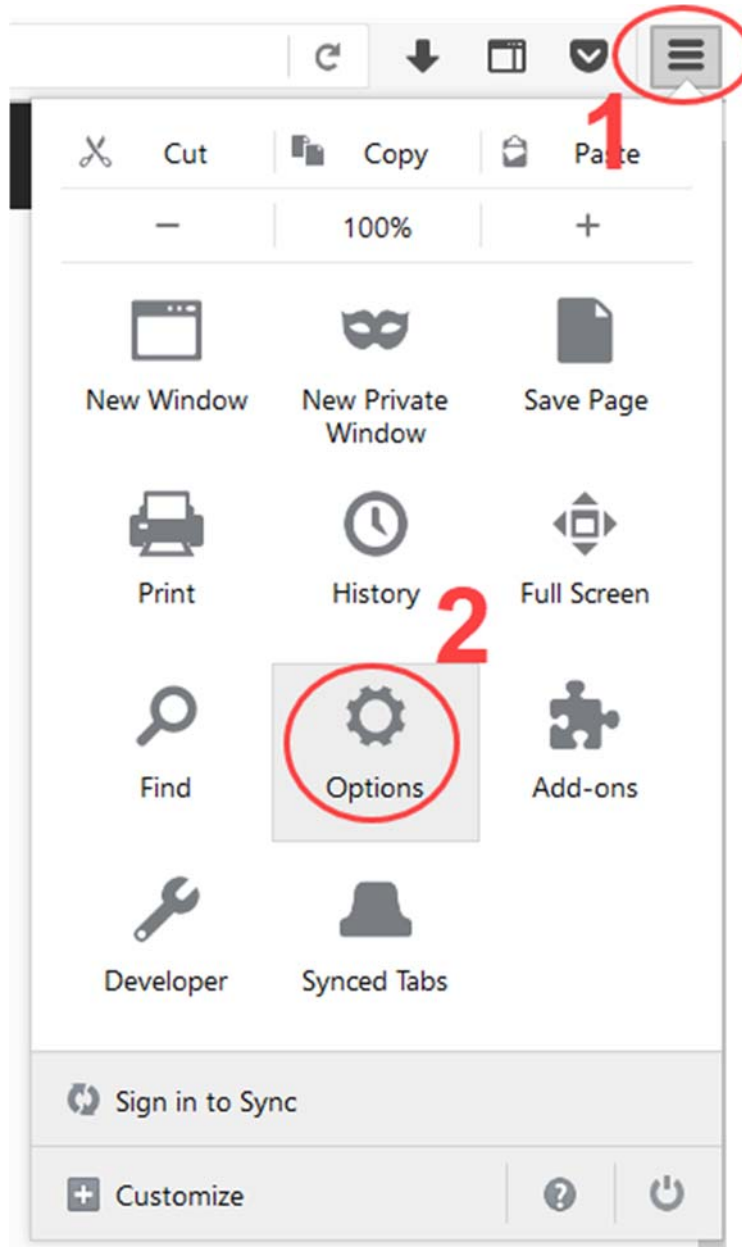 1
Cut Copy Paste
100%
New Window New Private Window Save Page
Print History Full Screen
2
Find Options Add-ons
Developer Synced Tabs
Sign in to Sync
Customize